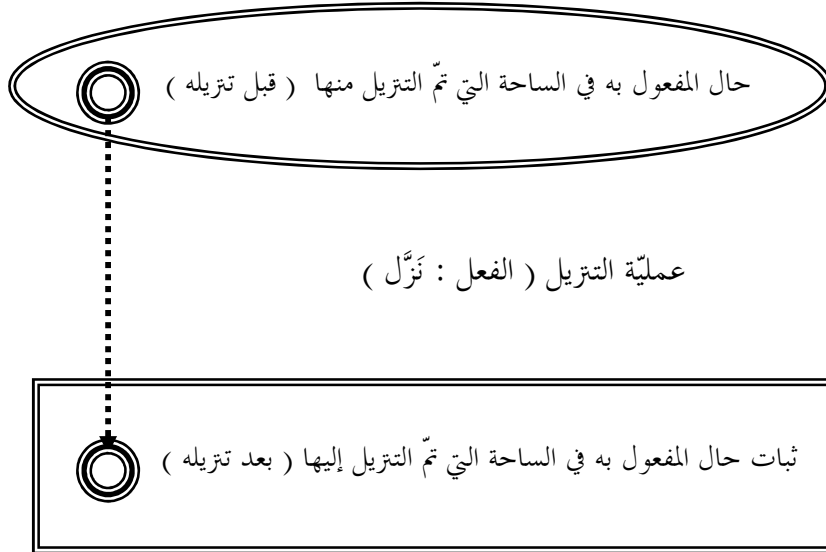 حال المفعول به في الساحة التي تمّ التنزيل منها ( قبل تنزيله )
عمليّة التنزيل ( الفعل : نَزَّل )
ثبات حال المفعول به في الساحة التي تمّ التنزيل إليها ( بعد تنزيله )